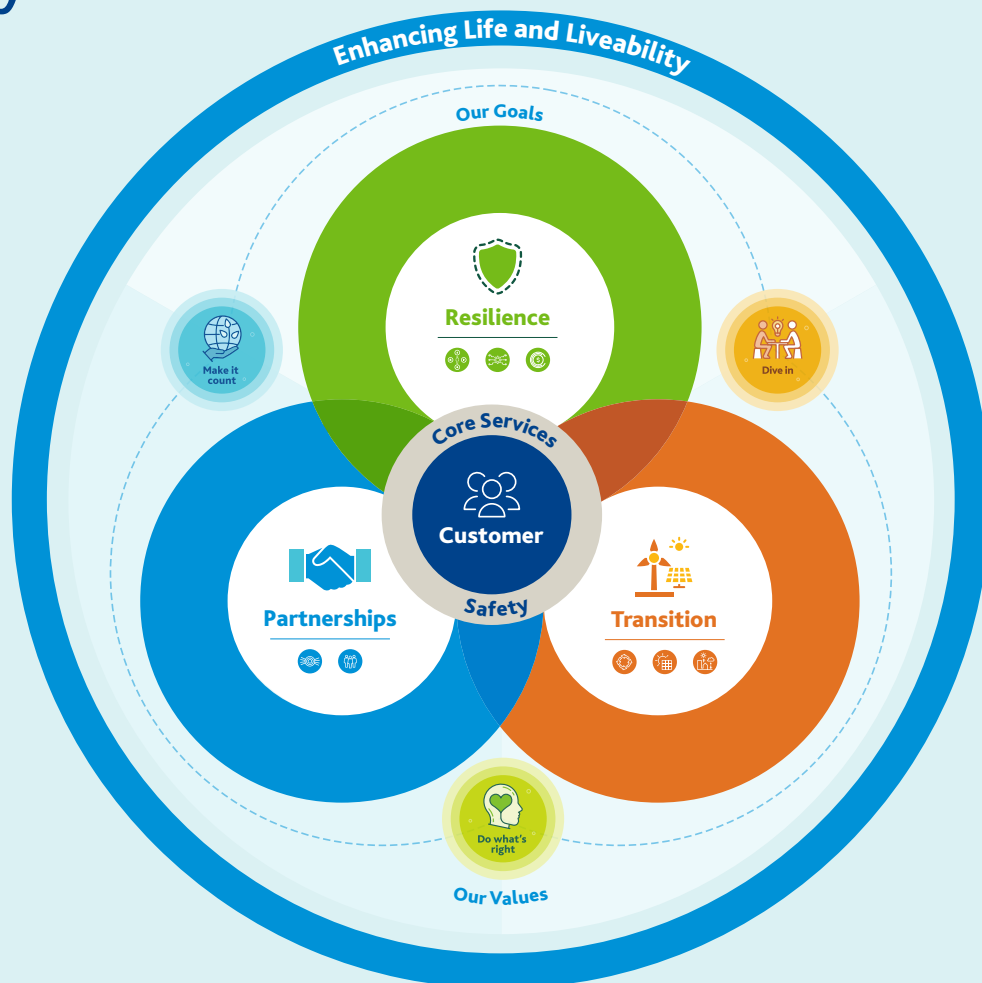 Enhancing Life and Liveability
Our Goals
Resilience
Make it
count
Dive in
Core Services
Customer
Safety
Partnerships
Transition
Do what's
right
Our Values